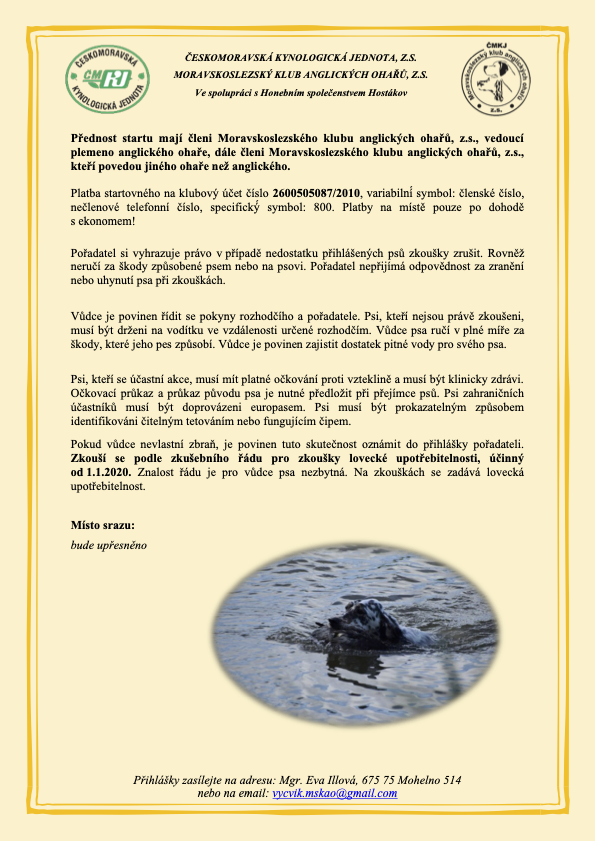 ČESKOMORAVSKÁ
CMKJ
KYNOLOGICKÁ JEDNOTA
ČESKOMORAVSKÁ KYNOLOGICKÁ JEDNOTA, Z.S.
MORAVSKOSLEZSKÝ KLUB ANGLICKÝCH OHAŘŮ, Z.S.
Ve spolupráci s Honebním společenstvem Hostákov
ČMKJ
Moravskoslezský klub anglických ohařů
z.s.
Přednost startu mají členi Moravskoslezského klubu anglických ohařů, z.s., vedoucí
plemeno anglického ohaře, dále členi Moravskoslezského klubu anglických ohařů, z.s.,
kteří povedou jiného ohaře než anglického.
Platba startovného na klubový účet číslo 2600505087/2010, variabilní symbol: členské číslo,
nečlenové telefonní číslo, specifický symbol: 800. Platby na místě pouze po dohodě
s ekonomem!
Pořadatel si vyhrazuje právo v případě nedostatku přihlášených psů zkoušky zrušit. Rovněž
neručí za škody způsobené psem nebo na psovi. Pořadatel nepřijímá odpovědnost za zranění
nebo uhynutí psa při zkouškách.
Vůdce je povinen řídit se pokyny rozhodčího a pořadatele. Psi, kteří nejsou právě zkoušeni,
musí být drženi na vodítku ve vzdálenosti určené rozhodčím. Vůdce psa ručí v plné míře za
škody, které jeho pes způsobí. Vůdce je povinen zajistit dostatek pitné vody pro svého psa.
Psi, kteří se účastní akce, musí mít platné očkování proti vzteklině a musí být klinicky zdrávi.
Očkovací průkaz a průkaz původu psa je nutné předložit při přejímce psů. Psi zahraničních
účastníků musí být doprovázeni europasem. Psi musí být prokazatelným způsobem
identifikováni čitelným tetováním nebo fungujícím čipem.
Pokud vůdce nevlastní zbraň, je povinen tuto skutečnost oznámit do přihlášky pořadateli.
Zkouší se podle zkušebního řádu pro zkoušky lovecké upotřebitelnosti, účinný
od 1.1.2020. Znalost řádu je pro vůdce psa nezbytná. Na zkouškách se zadává lovecká
upotřebitelnost.
Místo srazu:
bude upřesněno
Přihlášky zasílejte na adresu: Mgr. Eva Illová, 675 75 Mohelno 514
nebo na email: vycvik.mskao@gmail.com